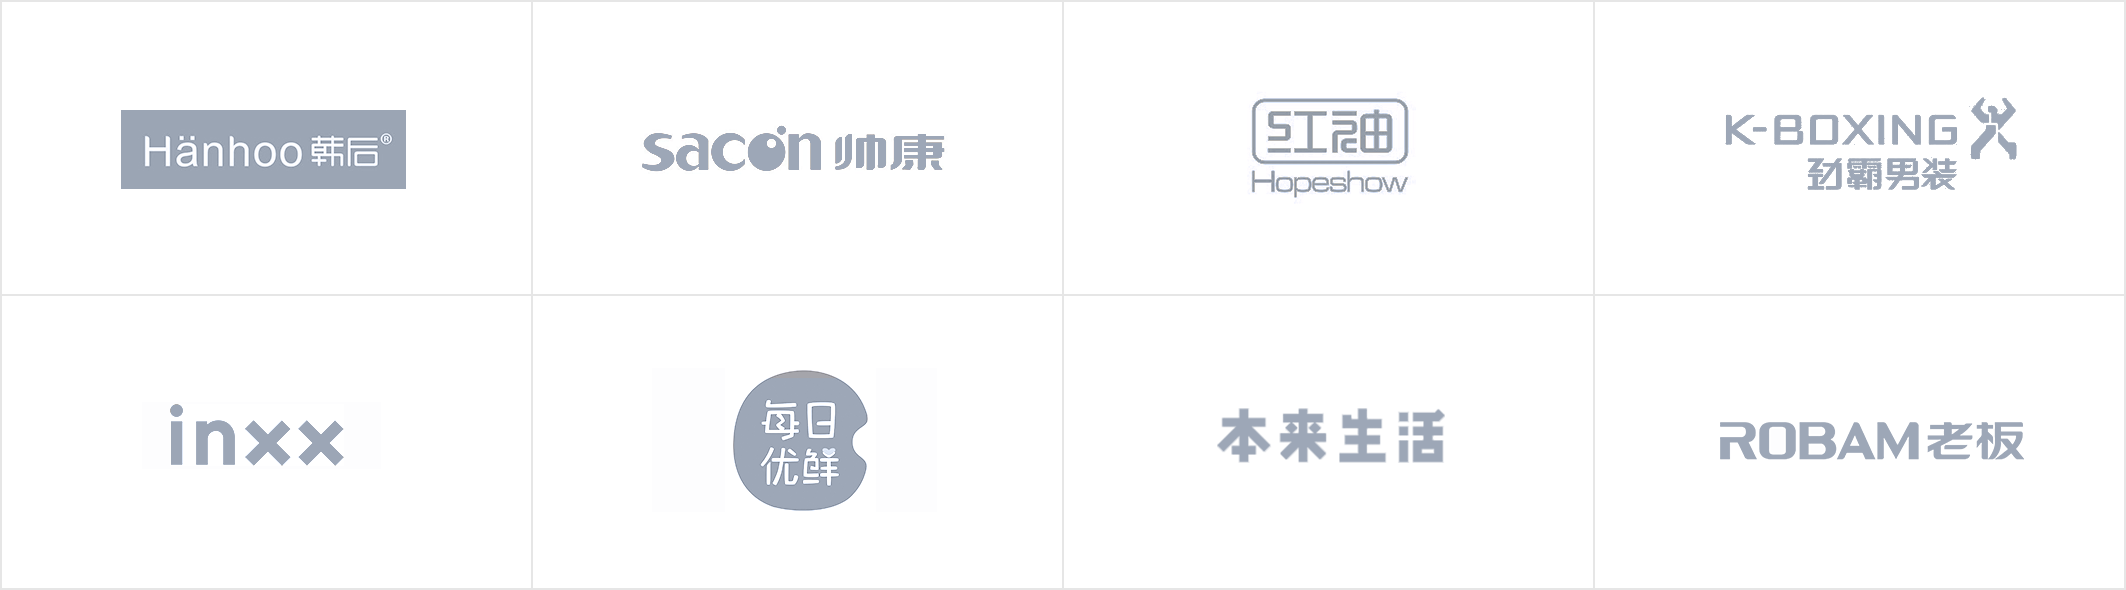 Hänhoo 韩后®
sacon 帅康
红袖
Hopeshow
K-BOXING
劲霸男装
inxx
每日
优鲜
本来生活
ROBAM 老板